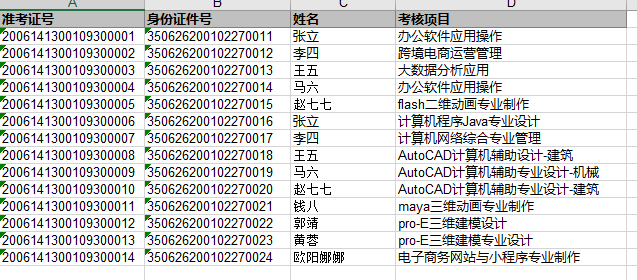 A B C D
准考证号 身份证件号 姓名 考核项目
2006141300109300001 350626200102270011 张立 办公软件应用操作
2006141300109300002 350626200102270012 李四 跨境电商运营管理
2006141300109300003 350626200102270013 王五 大数据分析应用
2006141300109300004 350626200102270014 马六 办公软件应用操作
2006141300109300005 350626200102270015 赵七七 flash二维动画专业制作
2006141300109300006 350626200102270016 张立 计算机程序Java专业设计
2006141300109300007 350626200102270017 李四 计算机网络综合专业管理
2006141300109300008 350626200102270018 王五 AutoCAD计算机辅助设计-建筑
2006141300109300009 350626200102270019 马六 AutoCAD计算机辅助专业设计-机械
2006141300109300010 350626200102270020 赵七七 AutoCAD计算机辅助专业设计-建筑
2006141300109300011 350626200102270021 钱八 maya三维动画专业制作
2006141300109300012 350626200102270022 郭靖 pro-E三维建模设计
2006141300109300013 350626200102270023 黄蓉 pro-E三维建模专业设计
2006141300109300014 350626200102270024 欧阳娜娜 电子商务网站与小程序专业制作